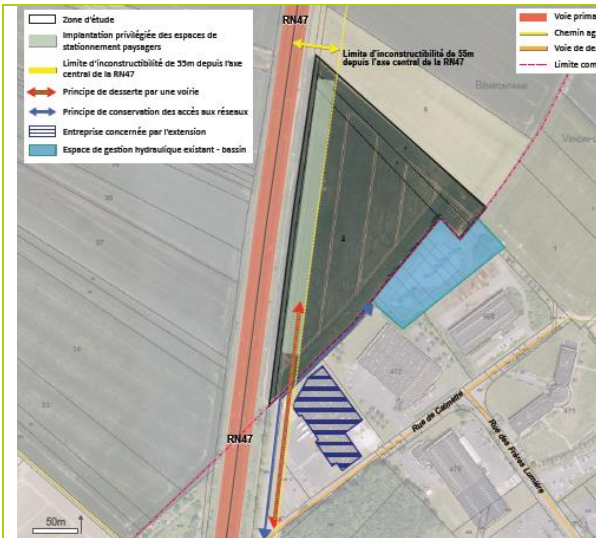 Zone d'étude
Implantation privilégiée des espaces de
stationnement paysagers
Limite d'inconstructibilité de 55m depuis l'axe
central de la RN47
Principe de desserte par une voirie
Principe de conservation des accès aux réseaux
Entreprise concernée par l'extension
Espace de gestion hydraulique existant - bassin
RN47
Limite d'inconstructibilité de 55m
depuis l'axe central de la RN47
Voie prima
Chemin ag
Voie de de
Limite com
BÉNIFONTAINE
2
RN47
Rue de Calmette
Rue des Frères Lumière
50m